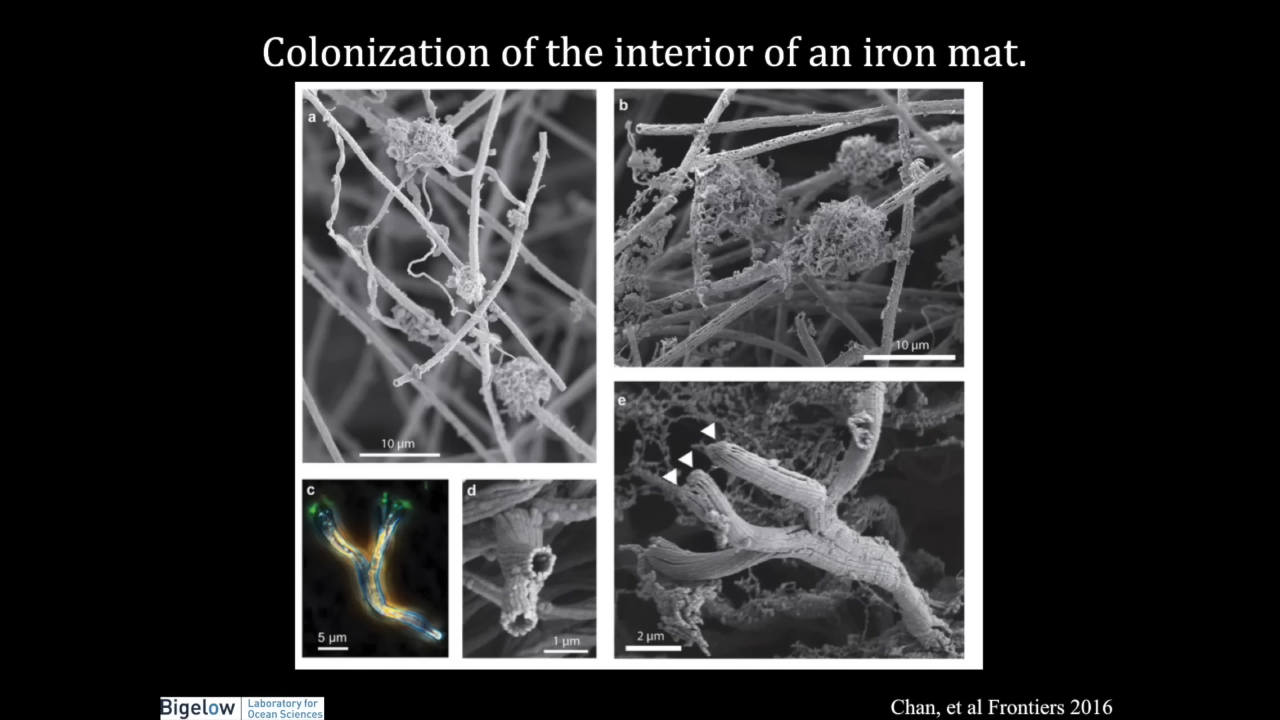 Colonization of the interior of an iron mat.
a
10 µm
b
10 µm
c
5 µm
d
1 µm
e
2 µm
Bigelow
Laboratory for
Ocean Sciences
Chan, et al Frontiers 2016